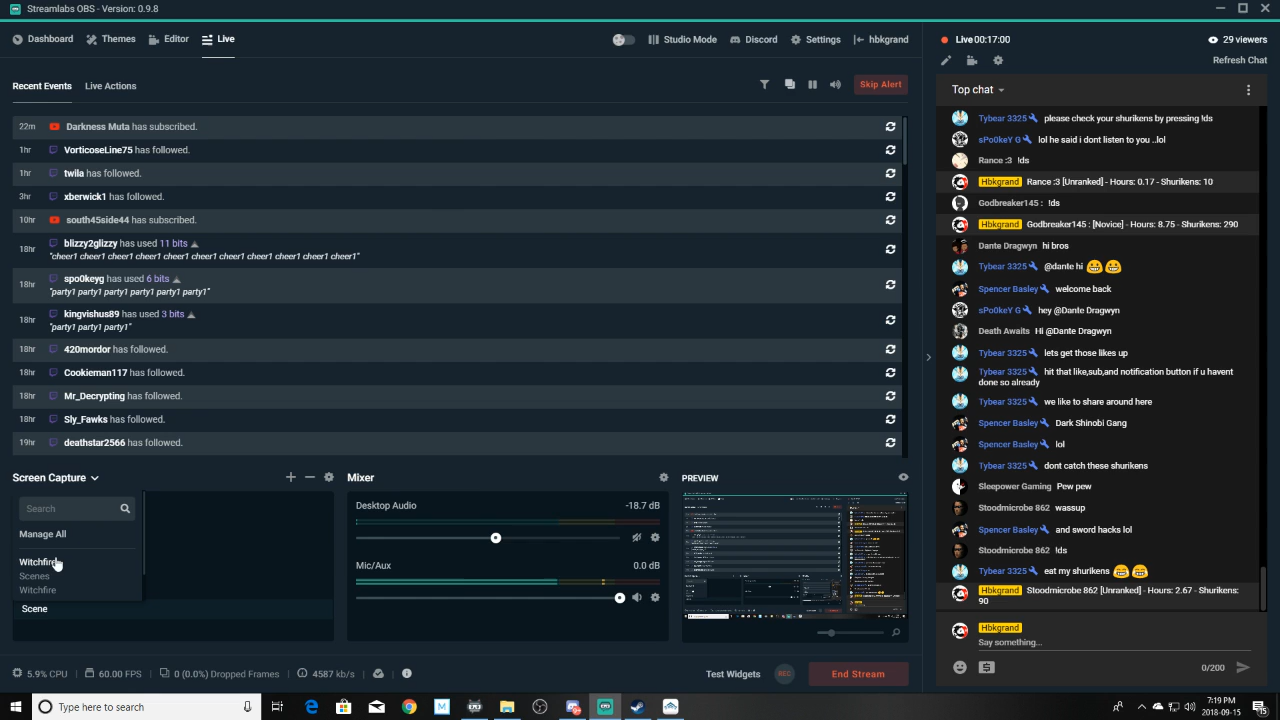 Streamlabs OBS - Version: 0.9.8
Dashboard
Themes
Editor
Live
Studio Mode
Discord
Settings
hbkgrand
Live 00:17:00
29 viewers
Refresh Chat
Recent Events
Live Actions
Skip Alert
22m Darkness Muta has subscribed.
1hr VorticoseLine75 has followed.
1hr twila has followed.
3hr xberwick1 has followed.
10hr south45side44 has subscribed.
18hr blizzy2glizzy has used 11 bits
"cheer1 cheer1 cheer1 cheer1 cheer1 cheer1 cheer1 cheer1 cheer1 cheer1 cheer1"
18hr spo0keyg has used 6 bits
"party1 party1 party1 party1 party1 party1"
18hr kingvishus89 has used 3 bits
"party1 party1 party1"
18hr 420mordor has followed.
18hr Cookieman117 has followed.
18hr Mr_Decrypting has followed.
18hr Sly_Fawks has followed.
19hr deathstar2566 has followed.
Top chat
Tybear 3325 please check your shurikens by pressing !ds
sPo0keY G lol he said i dont listen to you ..lol
Rance :3 !ds
Hbkgrand Rance :3 [Unranked] - Hours: 0.17 - Shurikens: 10
Godbreaker145 : !ds
Hbkgrand Godbreaker145 : [Novice] - Hours: 8.75 - Shurikens: 290
Dante Dragwyn hi bros
Tybear 3325 @dante hi 😀 😀
Spencer Basley welcome back
sPo0keY G hey @Dante Dragwyn
Death Awaits Hi @Dante Dragwyn
Tybear 3325 lets get those likes up
Tybear 3325 hit that like,sub,and notification button if u havent
done so already
Tybear 3325 we like to share around here
Spencer Basley Dark Shinobi Gang
Spencer Basley lol
Tybear 3325 dont catch these shurikens
Sleepower Gaming Pew pew
Stoodmicrobe 862 wassup
Spencer Basley and sword hacks lol
Stoodmicrobe 862 !ds
Tybear 3325 eat my shurikens 😁 😁
Hbkgrand Stoodmicrobe 862 [Unranked] - Hours: 2.67 - Shurikens:
90
Hbkgrand
Say something...
0/200
Screen Capture
Search
Manage All
Witchfire
Scenes
Witchfire
Scene
Mixer
Desktop Audio
-18.7 dB
Mic/Aux
0.0 dB
PREVIEW
5.9% CPU
60.00 FPS
0 (0.0%) Dropped Frames
4587 kb/s
Test Widgets
REC
End Stream
Type here to search
M
7:19 PM
2018-09-15
15